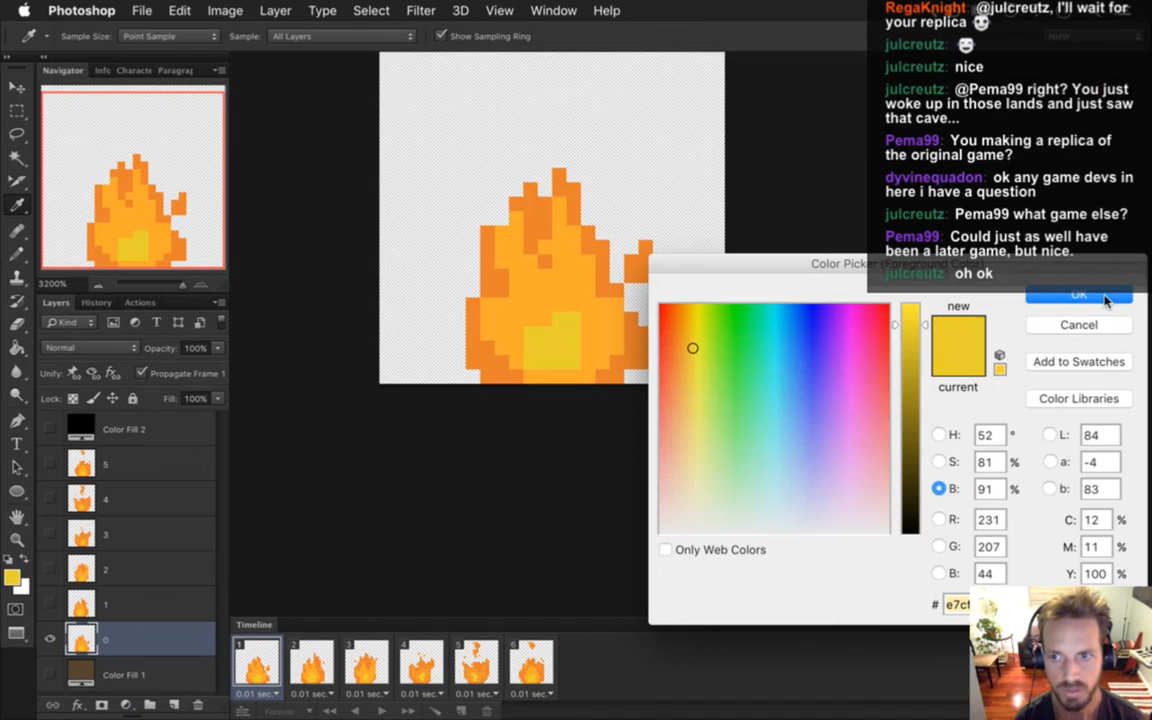 Photoshop File Edit Image Layer Type Select Filter 3D View Window Help
Sample Size: Point Sample Sample: All Layers Show Sampling Ring
Navigator Info Characte Paragraj
3200%
Layers History Actions
Kind
Normal Opacity: 100%
Unify: Propagate Frame 1
Lock: Fill: 100%
Color Fill 2
5
4
3
2
1
0
Color Fill 1
Timeline
1 2 3 4 5 6
0.01 sec. 0.01 sec. 0.01 sec. 0.01 sec. 0.01 sec. 0.01 sec.
Forever
RegaKnight: @julcreutz, I'll wait for
your replica
julcreutz:
julcreutz: nice
julcreutz: @Pema99 right? You just
woke up in those lands and just saw
that cave...
Pema99: You making a replica of
the original game?
dyvinequadon: ok any game devs in
here i have a question
julcreutz: Pema99 what game else?
Pema99: Could just as well have
been a later game, but nice.
julcreutz: oh ok
Color Picker (Foreground Color)
new
current
OK
Cancel
Add to Swatches
Color Libraries
H: 52 °
S: 81 %
B: 91 %
R: 231
G: 207
B: 44
L: 84
a: -4
b: 83
C: 12 %
M: 11 %
Y: 100 %
# e7cf
Only Web Colors